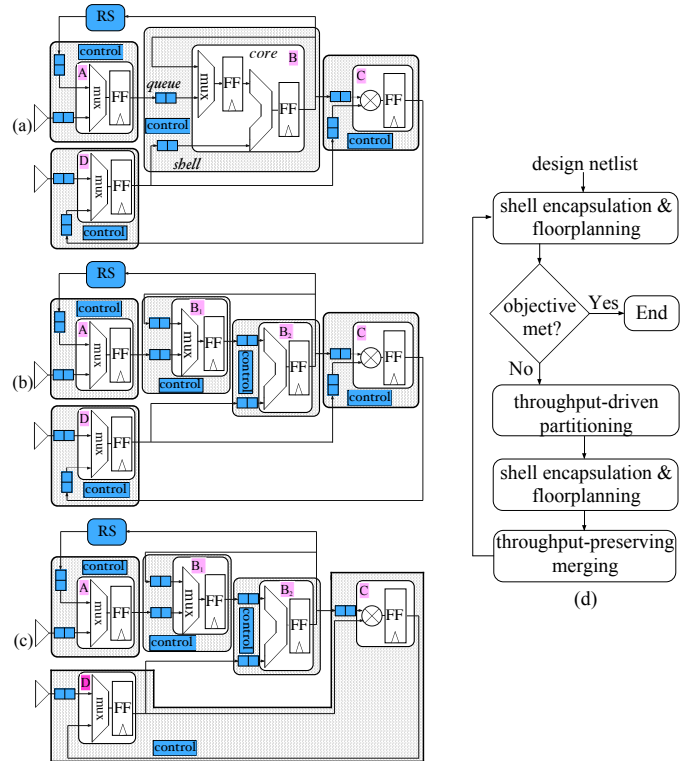 RS
control
A
mux
FF
queue
B
core
mux
FF
FF
control
shell
C
FF
control
(a)
D
mux
FF
control
RS
control
A
mux
FF
B1
mux
FF
control
B2
FF
control
C
FF
control
(b)
D
mux
FF
control
RS
control
A
mux
FF
B1
mux
FF
control
B2
FF
control
C
FF
(c)
D
mux
FF
control
design netlist
shell encapsulation &
floorplanning
objective
met?
Yes
End
No
throughput-driven
partitioning
shell encapsulation &
floorplanning
throughput-preserving
merging
(d)